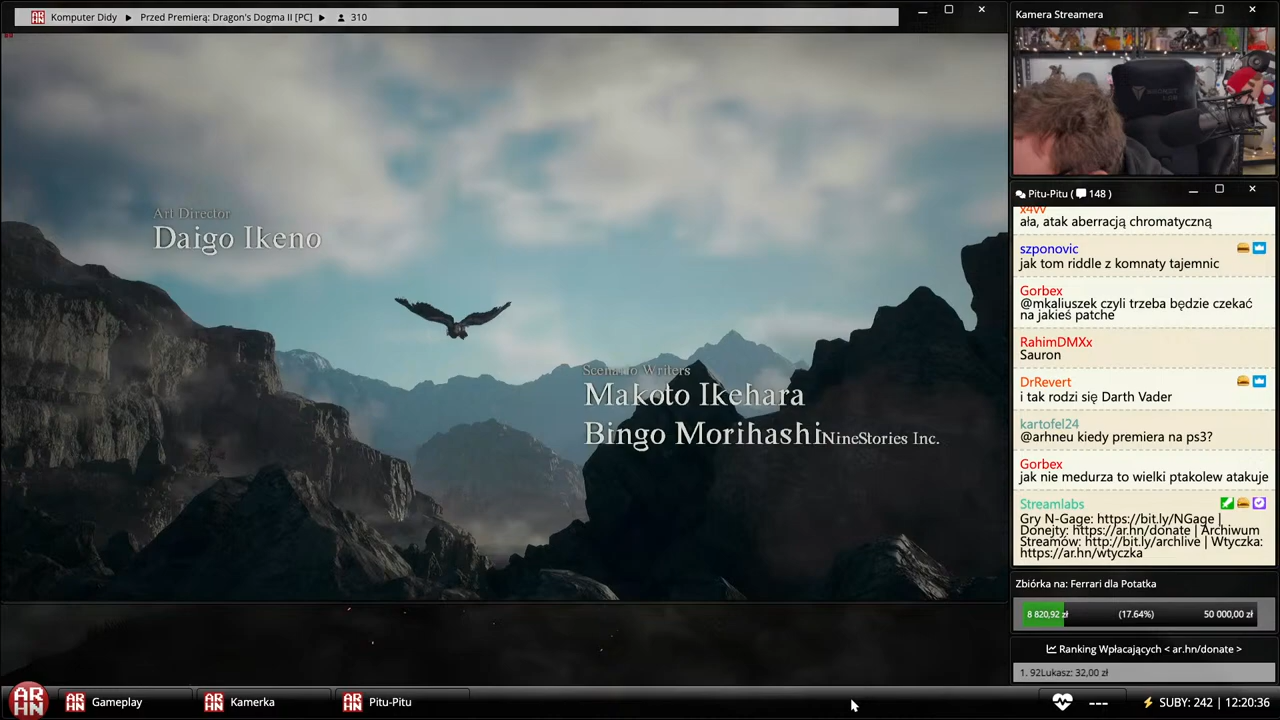 Komputer Didy ▶ Przed Premierą: Dragon's Dogma II [PC] ▶ 310
Art Director
Daigo Ikeno
Scenario Writers
Makoto Ikehara
Bingo Morihashi NineStories Inc.
Kamera Streamera
Pitu-Pitu ( 148 )
x4vv
ała, atak aberracją chromatyczną
szponovic
jak tom riddle z komnaty tajemnic
Gorbex
@mkaliuszek czyli trzeba będzie czekać
na jakieś patche
RahimDMXx
Sauron
DrRevert
i tak rodzi się Darth Vader
kartofel24
@arhneu kiedy premiera na ps3?
Gorbex
jak nie medurza to wielki ptakolew atakuje
Streamlabs
Gry N-Gage: https://bit.ly/NGage |
Donejty: https://ar.hn/donate | Archiwum
Streamów: http://bit.ly/archlive | Wtyczka:
https://ar.hn/wtyczka
Zbiórka na: Ferrari dla Potatka
8 820,92 zł (17.64%) 50 000,00 zł
Ranking Wpłacających < ar.hn/donate >
1. 92Lukasz: 32,00 zł
ARHN
Gameplay
Kamerka
Pitu-Pitu
---
SUBY: 242 | 12:20:36